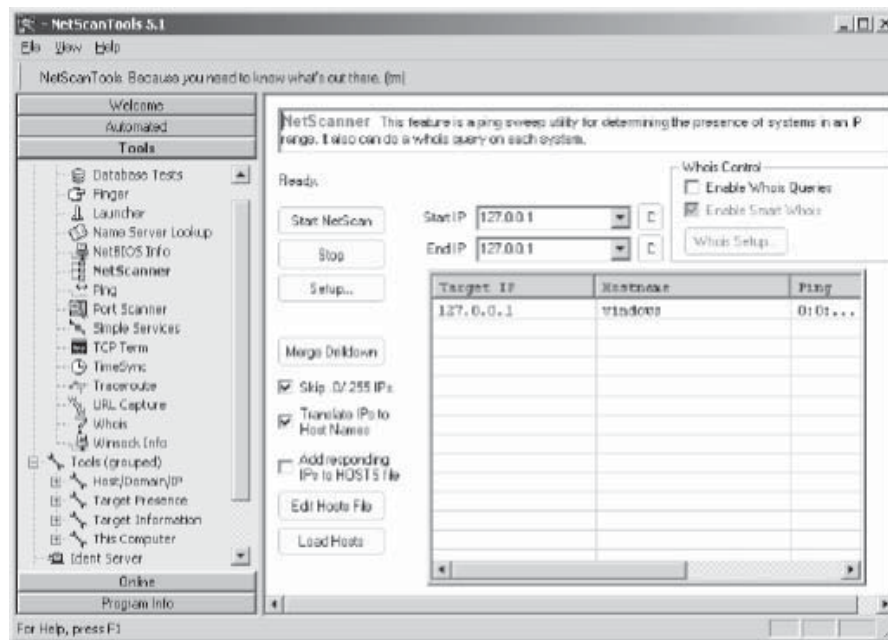 - NetScanTools 5.1
File View Help
NetScanTools. Because you need to know what's out there. (tm)
Welcome
Automated
Tools
Database Tests
Finger
Launcher
Name Server Lookup
NetBIOS Info
NetScanner
Ping
Port Scanner
Simple Services
TCP Term
TimeSync
Traceroute
URL Capture
Whois
Winsock Info
Tools (grouped)
Host/Domain/IP
Target Presence
Target Information
This Computer
Ident Server
Online
Program Info
NetScanner This feature is a ping sweep utility for determining the presence of systems in an IP
range. It also can do a whois query on each system.
Ready.
Start NetScan
Stop
Setup...
Start IP 127.0.0.1 C
End IP 127.0.0.1 C
Whois Control
Enable Whois Queries
Enable Smart Whois
Whois Setup...
Merge Drilldown
Skip .0/.255 IPs
Translate IPs to
Host Names
Add responding
IPs to HOSTS file
Edit Hosts File
Load Hosts
Target IP Hostname Ping
127.0.0.1 windows 0:0:...
For Help, press F1